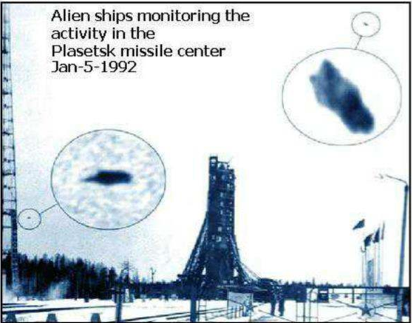 Alien ships monitoring the
activity in the
Plasetsk missile center
Jan-5-1992